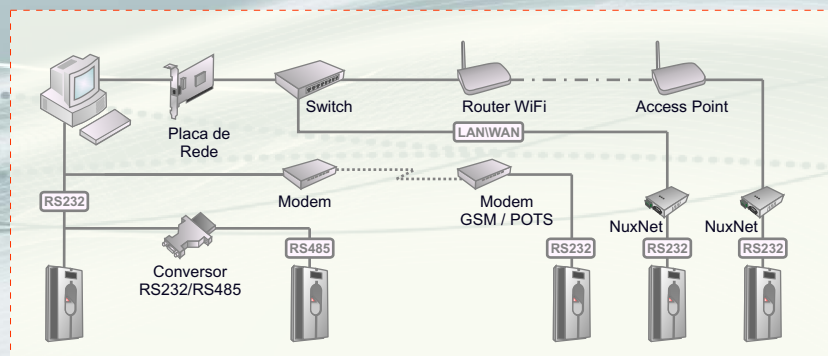 Placa de
Rede
Switch
Router WiFi
Access Point
LAN\WAN
RS232
Modem
Modem
GSM / POTS
NuxNet
NuxNet
Conversor
RS232/RS485
RS485
RS232
RS232
RS232